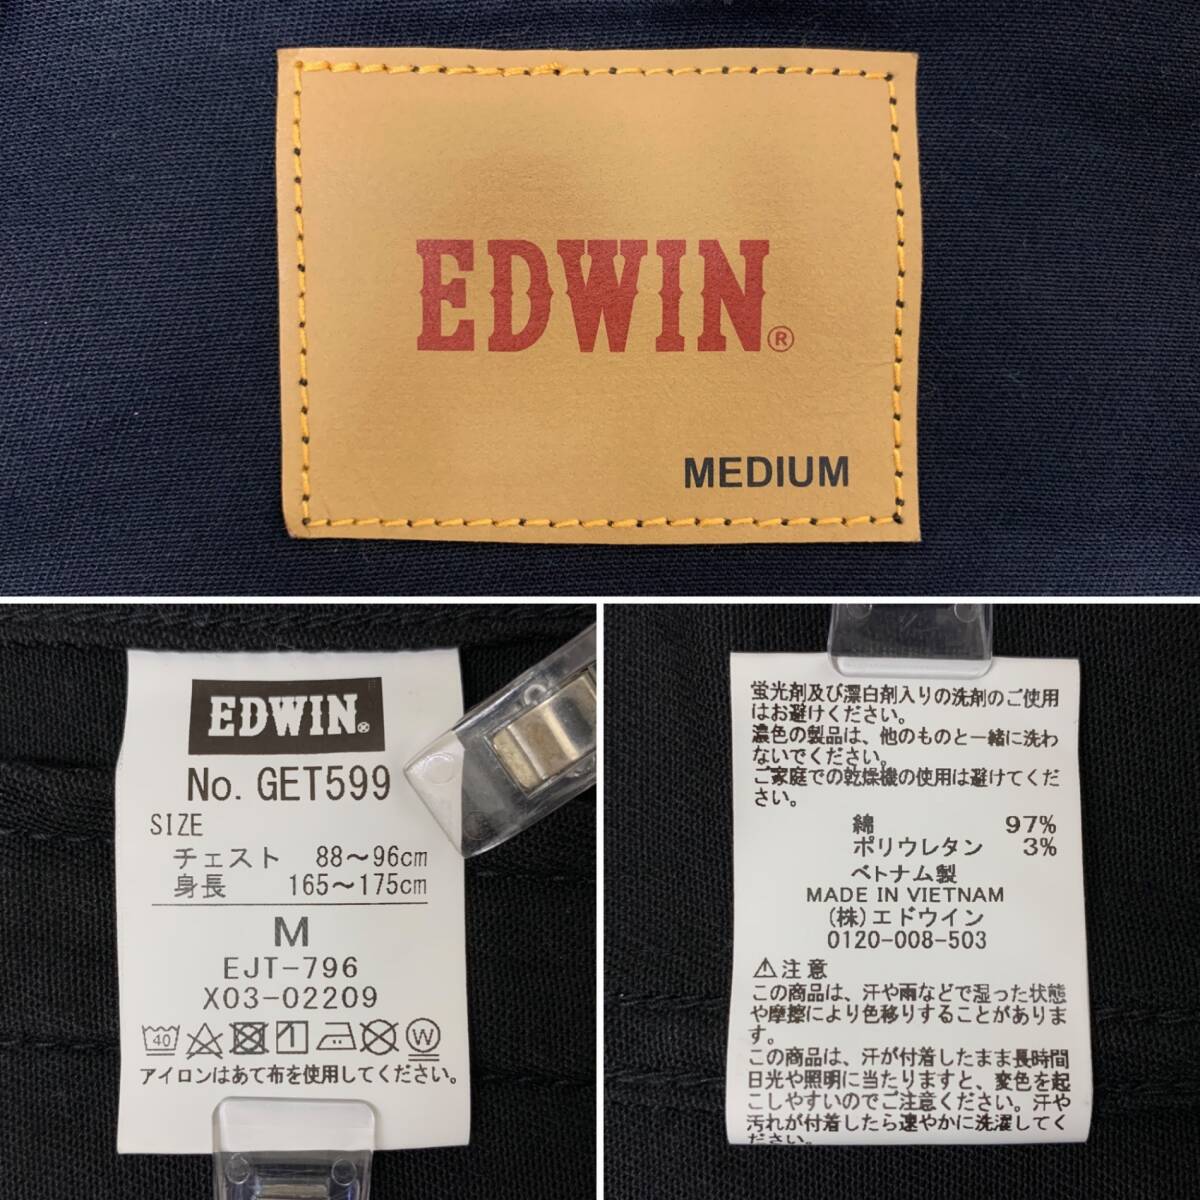 EDWIN®
MEDIUM
EDWIN®
No. GET599
SIZE
チェスト 88～96cm
身長 165～175cm
M
EJT-796
X03-02209
40 W
アイロンはあて布を使用してください。
蛍光剤及び漂白剤入りの洗剤のご使用
はお避けください。
濃色の製品は、他のものと一緒に洗わ
ないでください。
ご家庭での乾燥機の使用は避けてくだ
さい。
綿 97%
ポリウレタン 3%
ベトナム製
MADE IN VIETNAM
(株)エドウイン
0120-008-503
⚠注意
この商品は、汗や雨などで湿った状態
や摩擦により色移りすることがありま
す。
この商品は、汗が付着したまま長時間
日光や照明に当たりますと、変色を起
こしやすいのでご注意ください。汗や
汚れが付着したら速やかに洗濯してく
ださい。